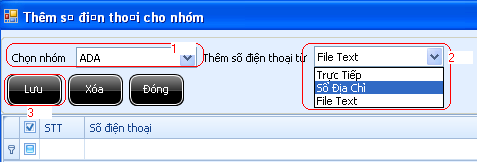 Thêm số điện thoại cho nhóm
1
Chọn nhóm ADA Thêm số điện thoại từ File Text 2
Trực Tiếp
Lưu Xóa Đóng Sổ Địa Chỉ
File Text
3
STT Số điện thoại